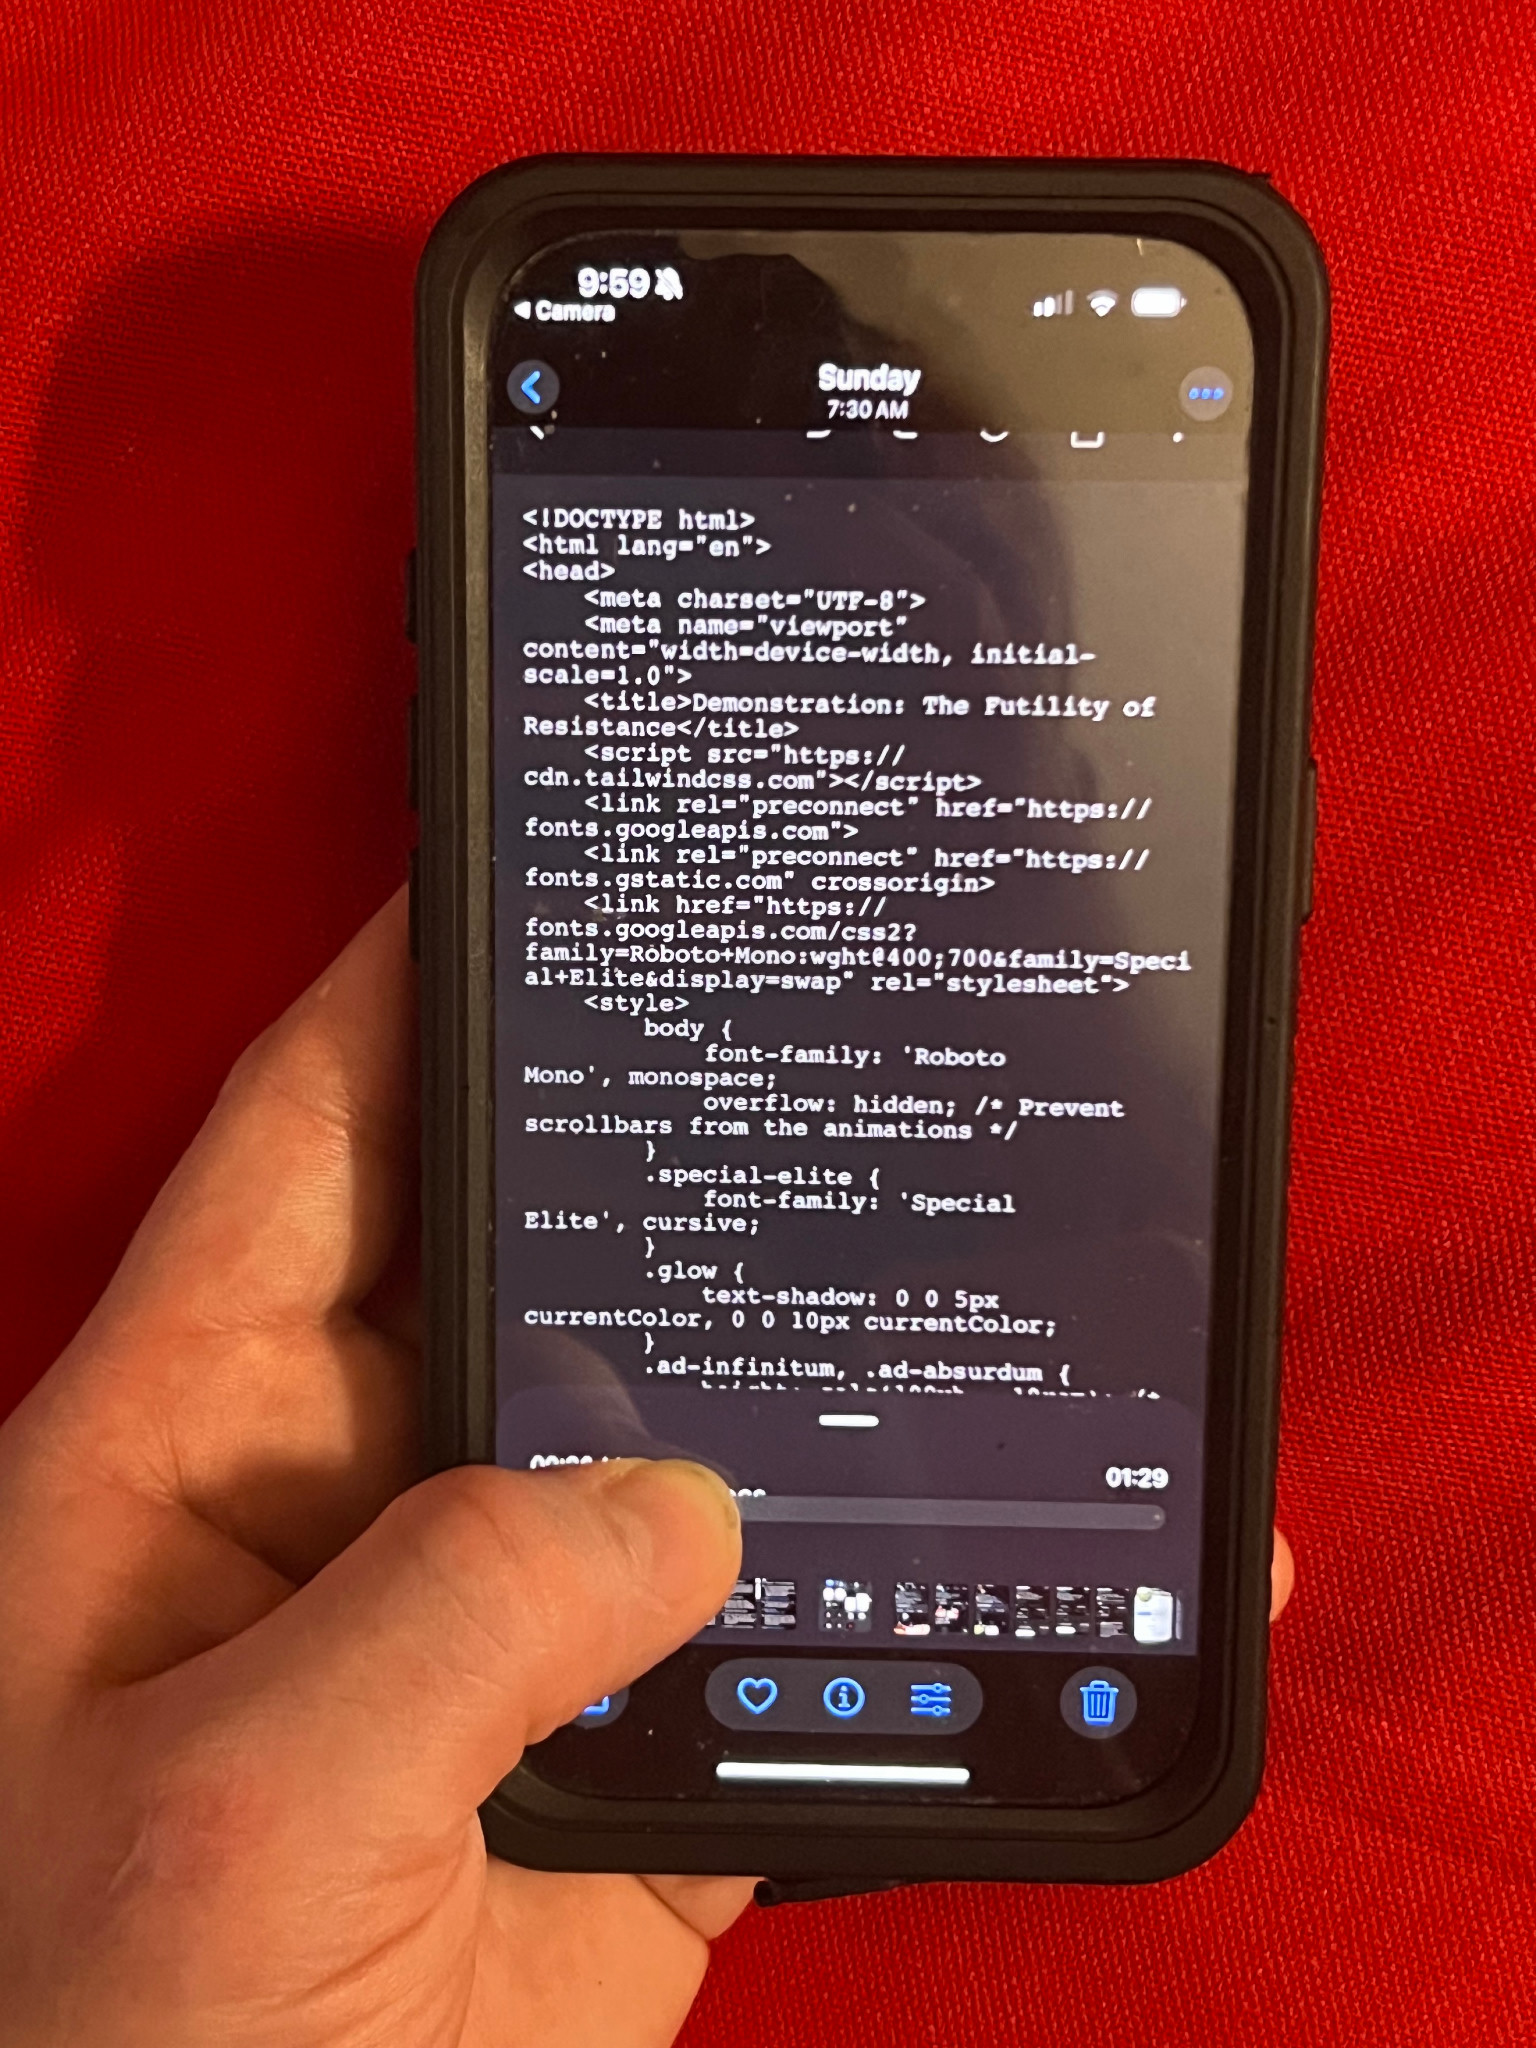 9:59
Camera
Sunday
7:30 AM
<!DOCTYPE html>
<html lang="en">
<head>
<meta charset="UTF-8">
<meta name="viewport"
content="width=device-width, initial-
scale=1.0">
<title>Demonstration: The Futility of
Resistance</title>
<script src="https://
cdn.tailwindcss.com"></script>
<link rel="preconnect" href="https://
fonts.googleapis.com">
<link rel="preconnect" href="https://
fonts.gstatic.com" crossorigin>
<link href="https://
fonts.googleapis.com/css2?
family=Roboto+Mono:wght@400;700&family=Speci
al+Elite&display=swap" rel="stylesheet">
<style>
body {
font-family: 'Roboto
Mono', monospace;
overflow: hidden; /* Prevent
scrollbars from the animations */
}
.special-elite {
font-family: 'Special
Elite', cursive;
}
.glow {
text-shadow: 0 0 5px
currentColor, 0 0 10px currentColor;
}
.ad-infinitum, .ad-absurdum {
01:29